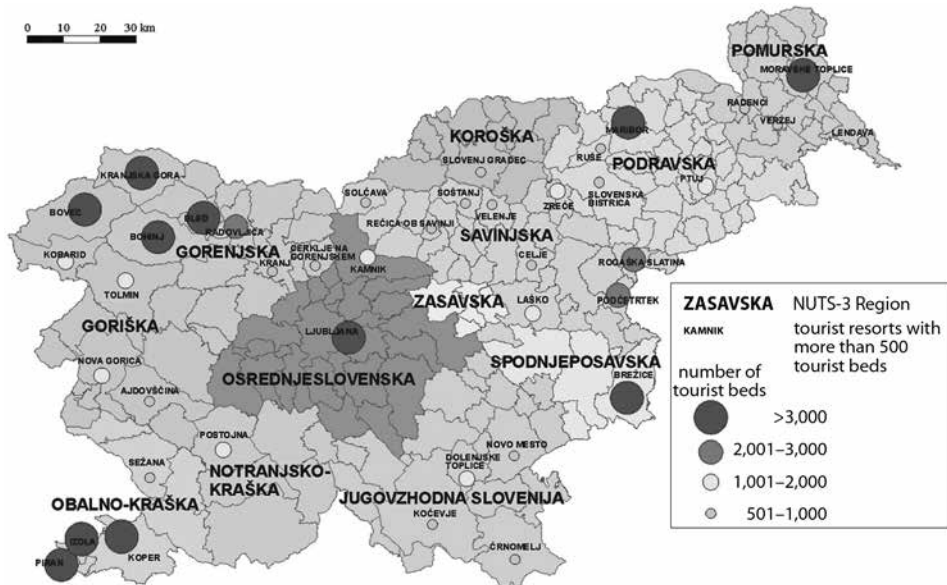 0 10 20 30 km
POMURSKA
MORAVSKE TOPLICE
RADENCI
VERŽEJ
LENDAVA
MARIBOR
KOROŠKA
SLOVENJ GRADEC
RUŠE
PODRAVSKA
PTUJ
SLOVENSKA
BISTRICA
ZREČE
KRANJSKA GORA
BOVEC
BLED
RADOVLJICA
BOHINJ
GORENJSKA
KOBARID
TOLMIN
KRANJ
CERKLJE NA
GORENJSKEM
KAMNIK
SOLČAVA
ŠOŠTANJ
VELENJE
REČICA OB SAVINJI
SAVINJSKA
CELJE
ROGAŠKA SLATINA
PODČETRTEK
LAŠKO
ZASAVSKA
GORIŠKA
LJUBLJANA
OSREDNJESLOVENSKA
SPODNJEPOSAVSKA
BREŽICE
NOVA GORICA
AJDOVŠČINA
POSTOJNA
SEŽANA
NOTRANJSKO-
KRAŠKA
NOVO MESTO
DOLENJSKE
TOPLICE
JUGOVZHODNA SLOVENIJA
KOČEVJE
ČRNOMELJ
OBALNO-KRAŠKA
IZOLA
KOPER
PIRAN
ZASAVSKA NUTS-3 Region
KAMNIK tourist resorts with
more than 500
tourist beds
number of
tourist beds
>3,000
2,001–3,000
1,001–2,000
501–1,000